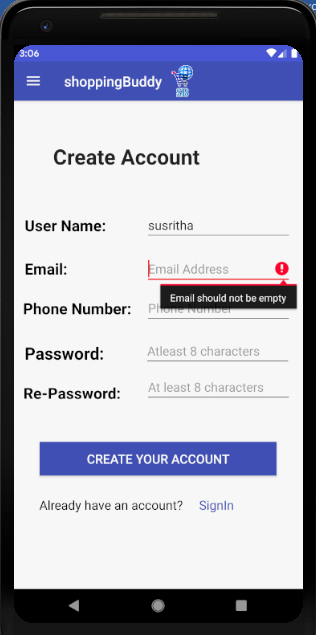 3:06
shoppingBuddy
Create Account
User Name: susritha
Email: Email Address
Email should not be empty
Phone Number: Phone Number
Password: Atleast 8 characters
Re-Password: At least 8 characters
CREATE YOUR ACCOUNT
Already have an account? SignIn